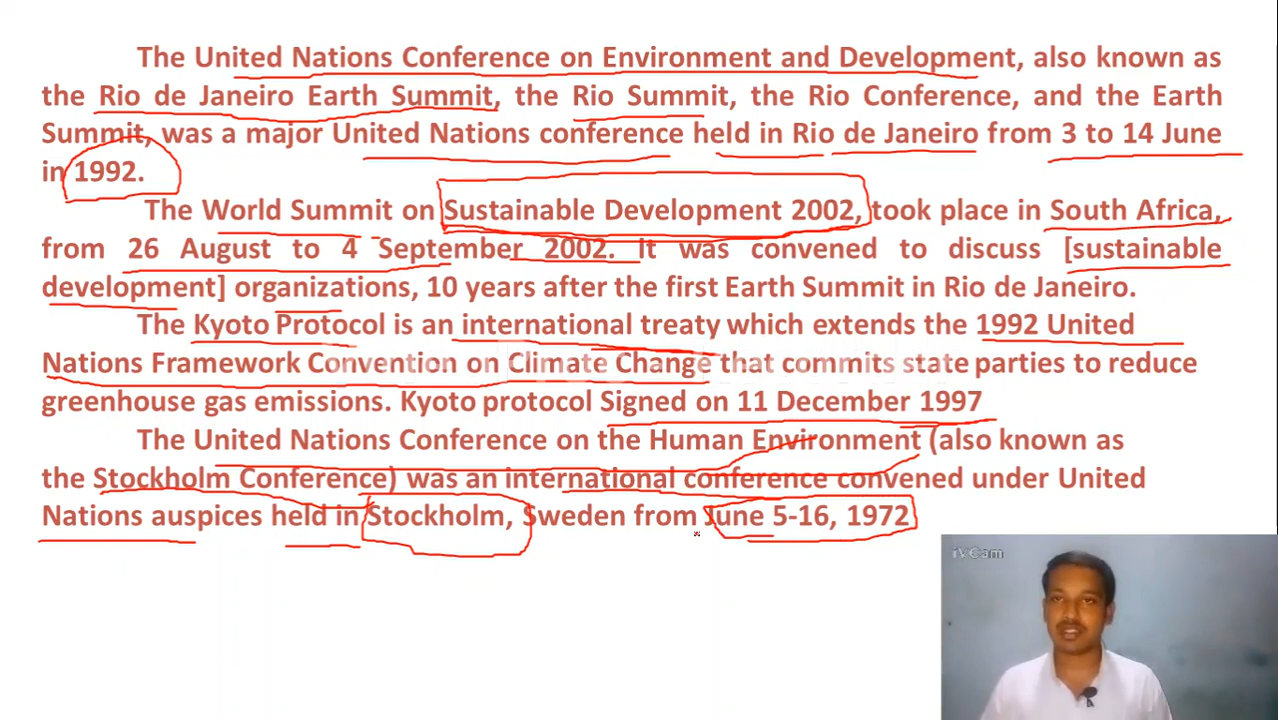 The United Nations Conference on Environment and Development, also known as
the Rio de Janeiro Earth Summit, the Rio Summit, the Rio Conference, and the Earth
Summit, was a major United Nations conference held in Rio de Janeiro from 3 to 14 June
in 1992.
The World Summit on Sustainable Development 2002, took place in South Africa,
from 26 August to 4 September 2002. It was convened to discuss [sustainable
development] organizations, 10 years after the first Earth Summit in Rio de Janeiro.
The Kyoto Protocol is an international treaty which extends the 1992 United
Nations Framework Convention on Climate Change that commits state parties to reduce
greenhouse gas emissions. Kyoto protocol Signed on 11 December 1997
The United Nations Conference on the Human Environment (also known as
the Stockholm Conference) was an international conference convened under United
Nations auspices held in Stockholm, Sweden from June 5-16, 1972
iVCam